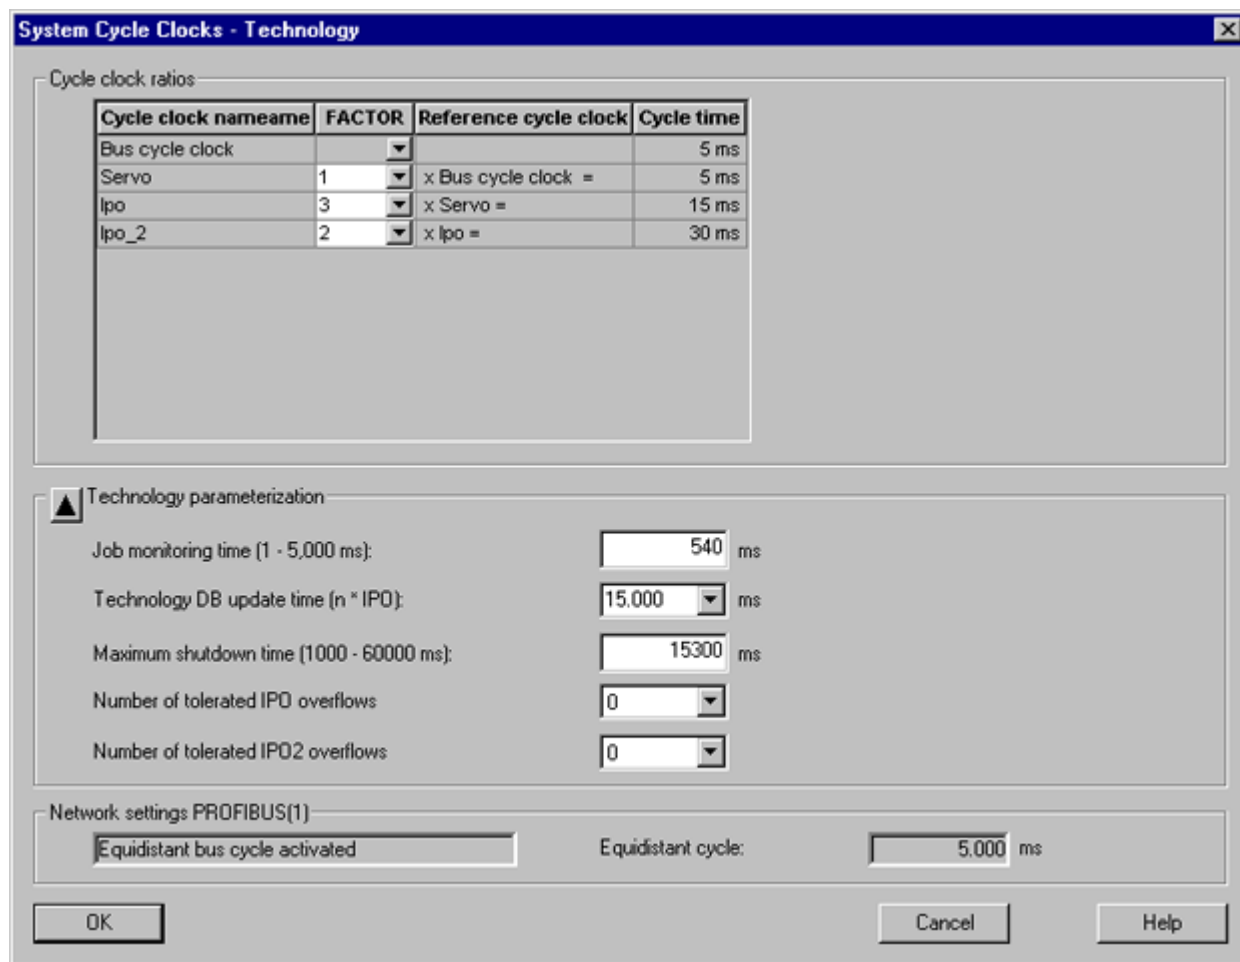 System Cycle Clocks - Technology
Cycle clock ratios
Cycle clock nameame FACTOR Reference cycle clock Cycle time
Bus cycle clock 5 ms
Servo 1 x Bus cycle clock = 5 ms
Ipo 3 x Servo = 15 ms
Ipo_2 2 x Ipo = 30 ms
Technology parameterization
Job monitoring time (1 - 5,000 ms): 540 ms
Technology DB update time (n * IPO): 15.000 ms
Maximum shutdown time (1000 - 60000 ms): 15300 ms
Number of tolerated IPO overflows 0
Number of tolerated IPO2 overflows 0
Network settings PROFIBUS(1)
Equidistant bus cycle activated Equidistant cycle: 5.000 ms
OK Cancel Help